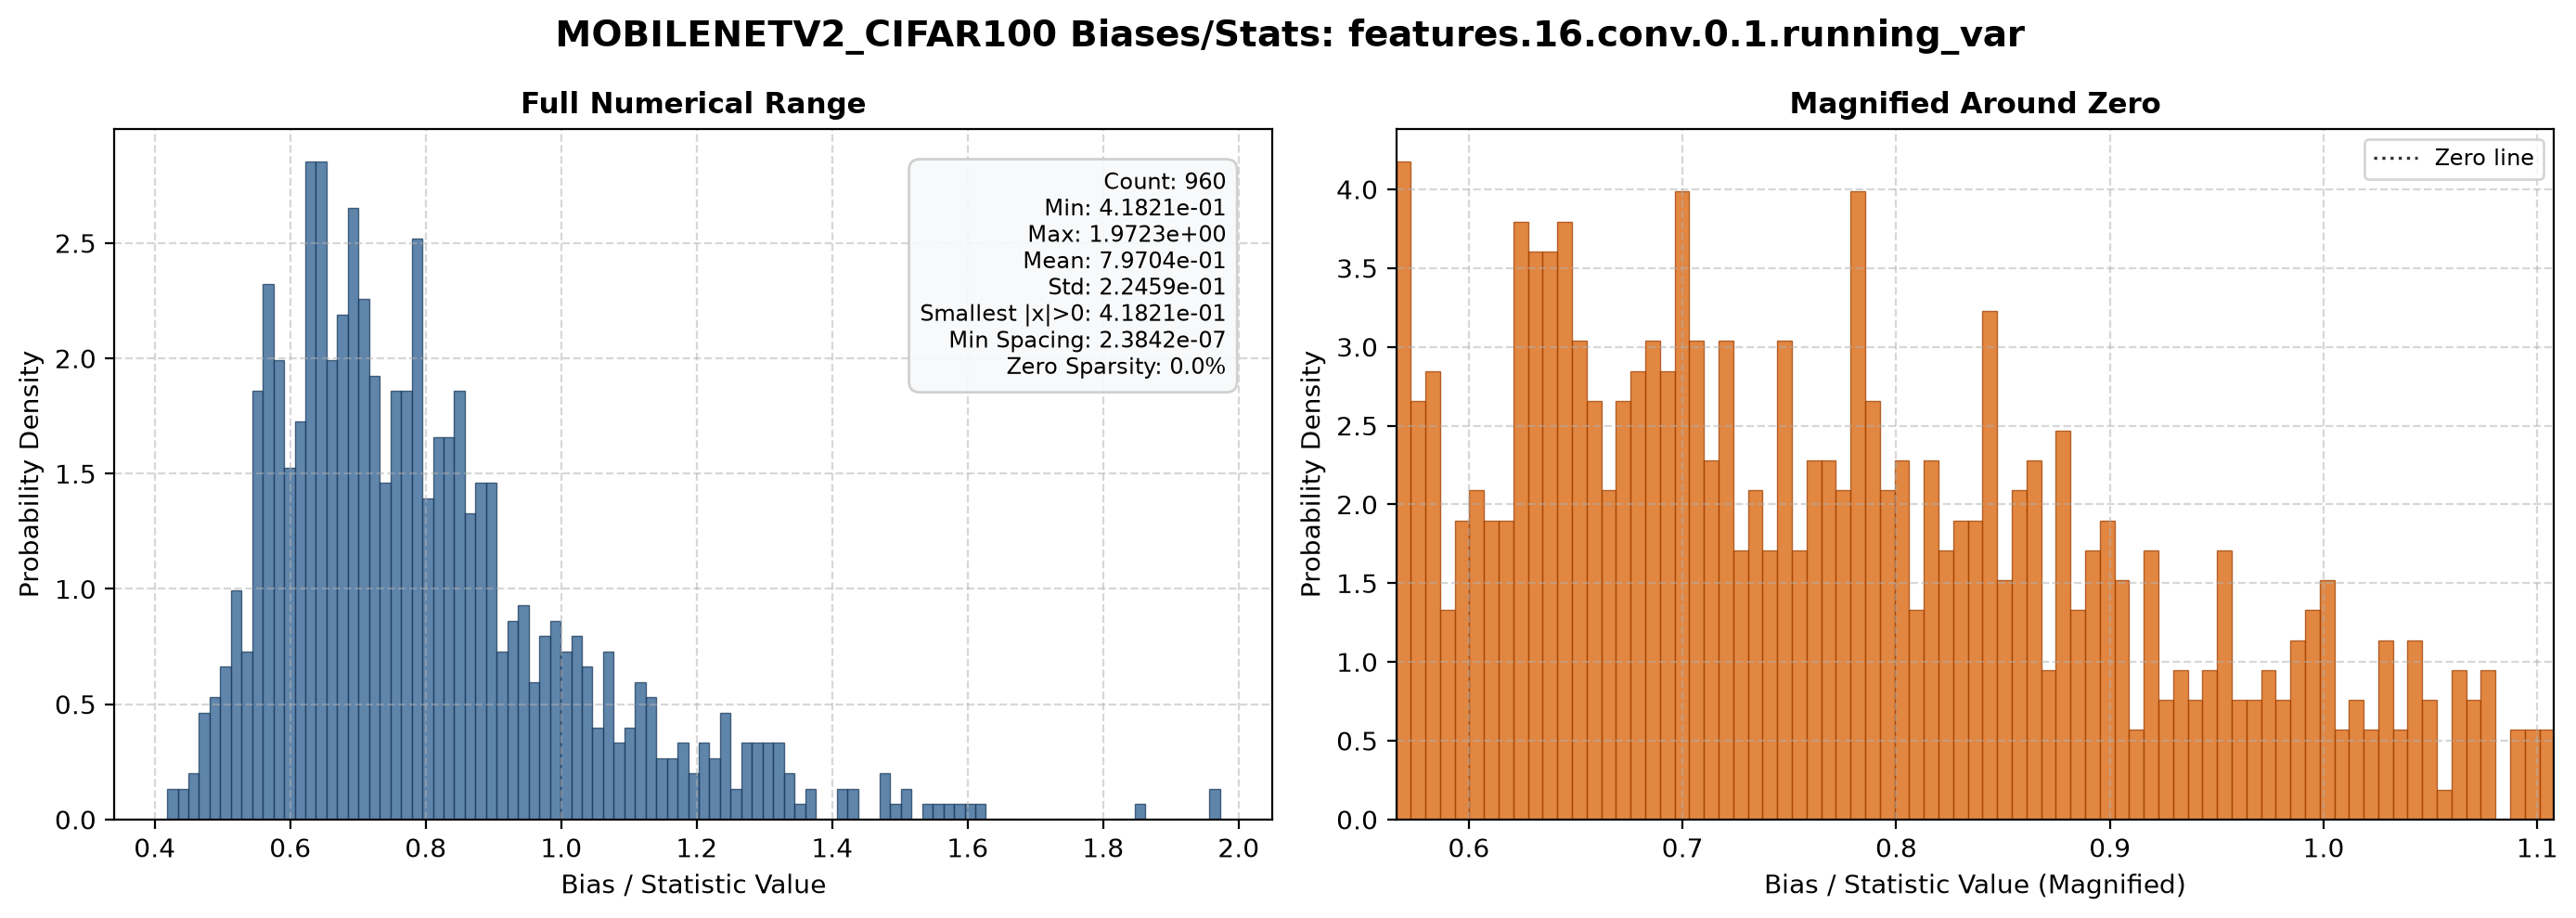 MOBILENETV2_CIFAR100 Biases/Stats: features.16.conv.0.1.running_var
Full Numerical Range
Probability Density
2.5
2.0
1.5
1.0
0.5
0.0
0.4 0.6 0.8 1.0 1.2 1.4 1.6 1.8 2.0
Bias / Statistic Value
Count: 960
Min: 4.1821e-01
Max: 1.9723e+00
Mean: 7.9704e-01
Std: 2.2459e-01
Smallest |x|>0: 4.1821e-01
Min Spacing: 2.3842e-07
Zero Sparsity: 0.0%
Magnified Around Zero
Probability Density
4.0
3.5
3.0
2.5
2.0
1.5
1.0
0.5
0.0
0.6 0.7 0.8 0.9 1.0 1.1
Bias / Statistic Value (Magnified)
Zero line